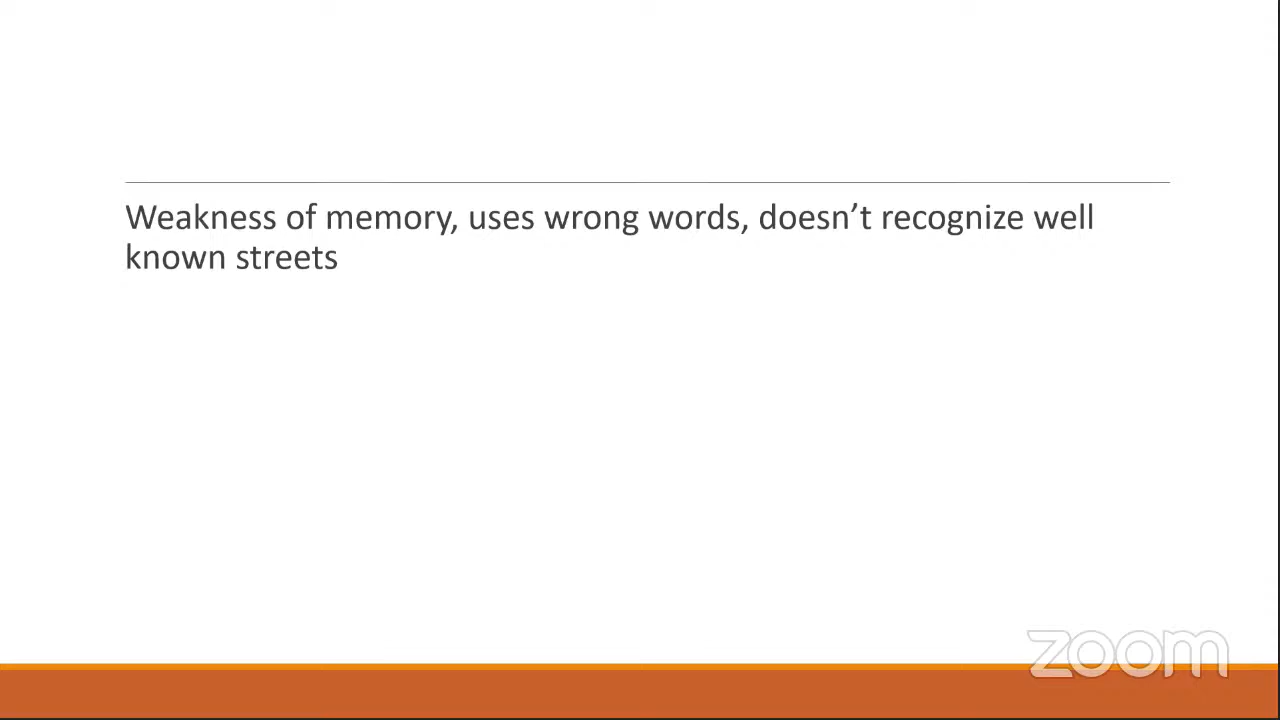 Weakness of memory, uses wrong words, doesn’t recognize well
known streets
zoom